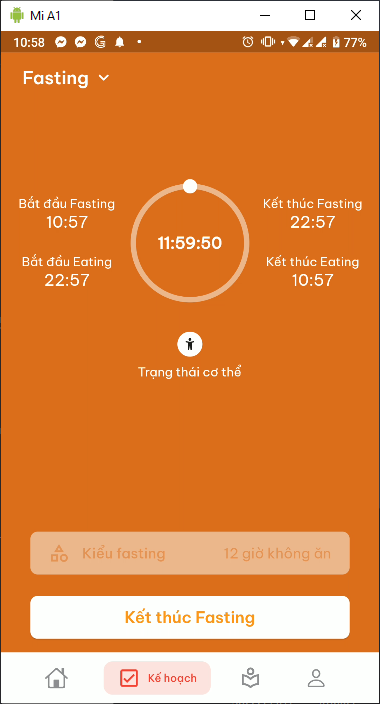 Mi A1
10:58
77%
Fasting
Bắt đầu Fasting
10:57
Kết thúc Fasting
22:57
11:59:50
Bắt đầu Eating
22:57
Kết thúc Eating
10:57
Trạng thái cơ thể
Kiểu fasting 12 giờ không ăn
Kết thúc Fasting
Kế hoạch